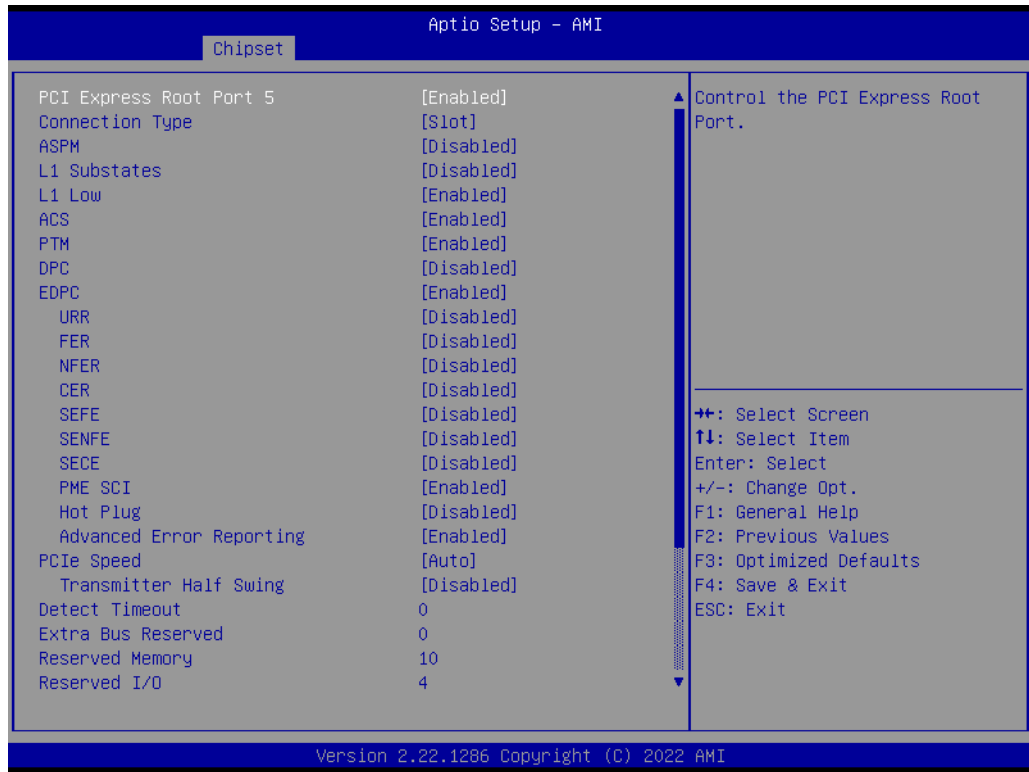 Aptio Setup – AMI
Chipset
PCI Express Root Port 5 [Enabled]
Connection Type [Slot]
ASPM [Disabled]
L1 Substates [Disabled]
L1 Low [Enabled]
ACS [Enabled]
PTM [Enabled]
DPC [Disabled]
EDPC [Enabled]
URR [Disabled]
FER [Disabled]
NFER [Disabled]
CER [Disabled]
SEFE [Disabled]
SENFE [Disabled]
SECE [Disabled]
PME SCI [Enabled]
Hot Plug [Disabled]
Advanced Error Reporting [Enabled]
PCIe Speed [Auto]
Transmitter Half Swing [Disabled]
Detect Timeout 0
Extra Bus Reserved 0
Reserved Memory 10
Reserved I/O 4
Control the PCI Express Root
Port.
→←: Select Screen
↑↓: Select Item
Enter: Select
+/-: Change Opt.
F1: General Help
F2: Previous Values
F3: Optimized Defaults
F4: Save & Exit
ESC: Exit
Version 2.22.1286 Copyright (C) 2022 AMI